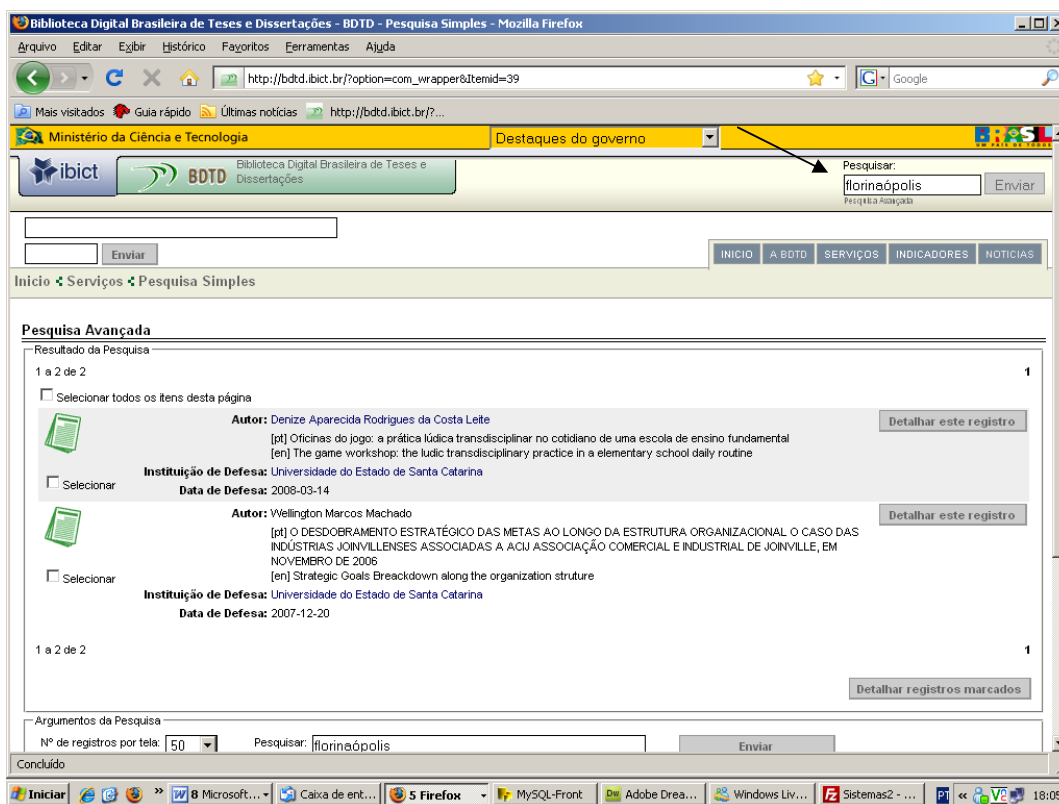 Biblioteca Digital Brasileira de Teses e Dissertações - BDTD - Pesquisa Simples - Mozilla Firefox
Arquivo Editar Exibir Histórico Favoritos Ferramentas Ajuda
http://bdtd.ibict.br/?option=com_wrapper&Itemid=39
G Google
Mais visitados Guia rápido Últimas notícias http://bdtd.ibict.br/?...
Ministério da Ciência e Tecnologia
Destaques do governo
BRASIL
UM PAÍS DE TODOS
ibict
BDTD
Biblioteca Digital Brasileira de Teses e
Dissertações
Pesquisar:
florinaópolis
Enviar
Pesquisa Avançada
Enviar
INICIO A BDTD SERVIÇOS INDICADORES NOTICIAS
Inicio Serviços Pesquisa Simples
Pesquisa Avançada
Resultado da Pesquisa
1 a 2 de 2 1
Selecionar todos os itens desta página
Autor: Denize Aparecida Rodrigues da Costa Leite
Detalhar este registro
[pt] Oficinas do jogo: a prática lúdica transdisciplinar no cotidiano de uma escola de ensino fundamental
[en] The game workshop: the ludic transdisciplinary practice in a elementary school daily routine
Instituição de Defesa: Universidade do Estado de Santa Catarina
Selecionar
Data de Defesa: 2008-03-14
Autor: Wellington Marcos Machado
Detalhar este registro
[pt] O DESDOBRAMENTO ESTRATÉGICO DAS METAS AO LONGO DA ESTRUTURA ORGANIZACIONAL O CASO DAS
INDÚSTRIAS JOINVILLENSES ASSOCIADAS A ACIJ ASSOCIAÇÃO COMERCIAL E INDUSTRIAL DE JOINVILLE, EM
NOVEMBRO DE 2006
Selecionar
[en] Strategic Goals Breackdown along the organization struture
Instituição de Defesa: Universidade do Estado de Santa Catarina
Data de Defesa: 2007-12-20
1 a 2 de 2 1
Detalhar registros marcados
Argumentos da Pesquisa
Nº de registros por tela: 50 Pesquisar: florinaópolis Enviar
Concluído
Iniciar » 8 Microsoft... Caixa de ent... 5 Firefox MySQL-Front Adobe Drea... Windows Liv... Sistemas2 - ... PT « 18:05